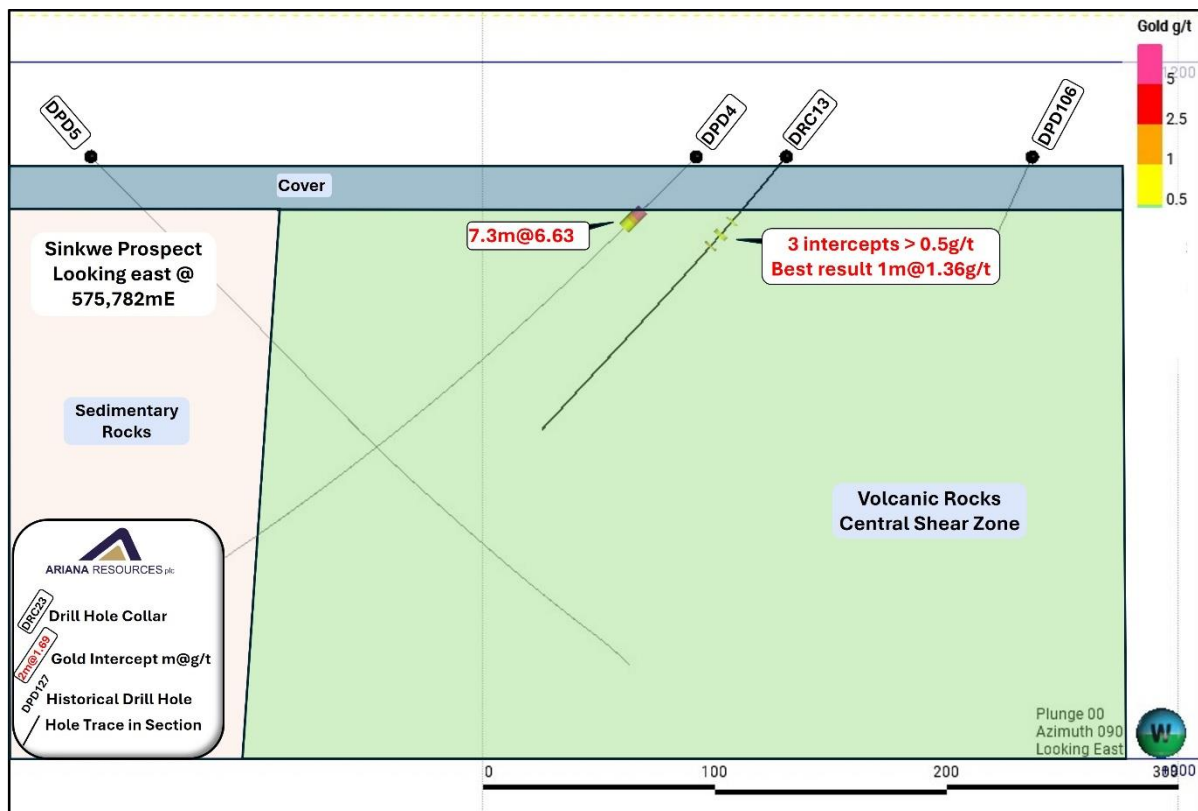 Gold g/t
1200
5
2.5
1
0.5
DPD5
DPD4
DRC13
DPD106
Cover
7.3m@6.63
3 intercepts > 0.5g/t
Best result 1m@1.36g/t
Sinkwe Prospect
Looking east @
575,782mE
Sedimentary
Rocks
Volcanic Rocks
Central Shear Zone
ARIANA RESOURCES plc
DRC23
Drill Hole Collar
2m@1.69
Gold Intercept m@g/t
DPD127
Historical Drill Hole
Hole Trace in Section
Plunge 00
Azimuth 090
Looking East
W
0
100
200